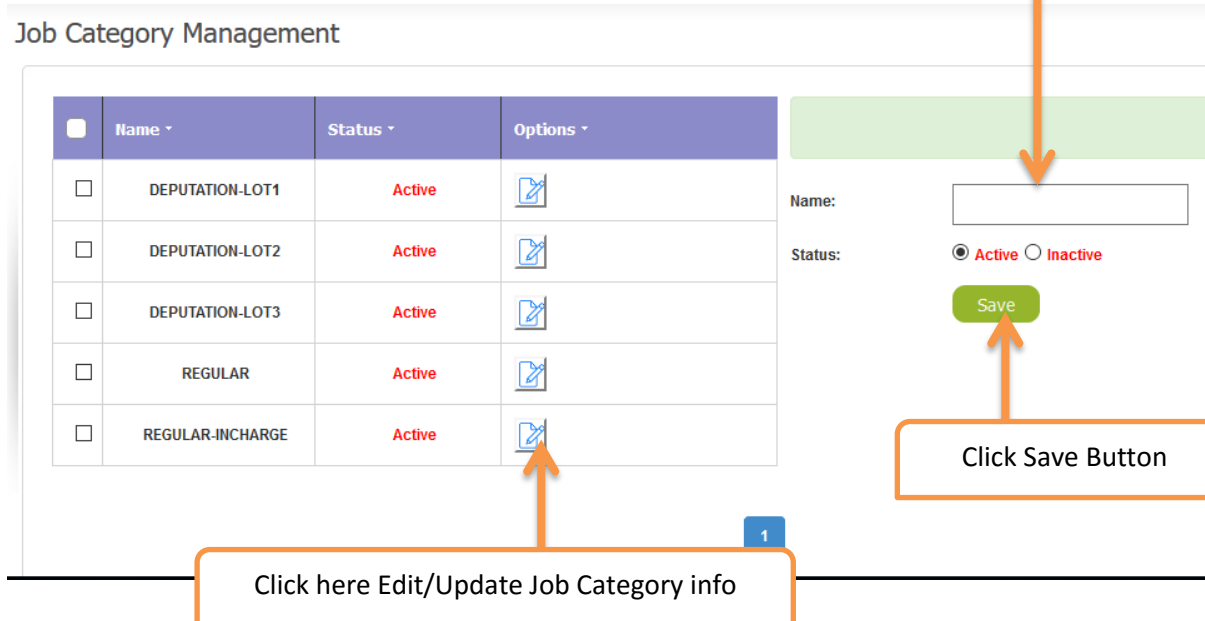 Job Category Management
Name Status Options
DEPUTATION-LOT1 Active
DEPUTATION-LOT2 Active
DEPUTATION-LOT3 Active
REGULAR Active
REGULAR-INCHARGE Active
1
Name:
Status: Active Inactive
Save
Click Save Button
Click here Edit/Update Job Category info